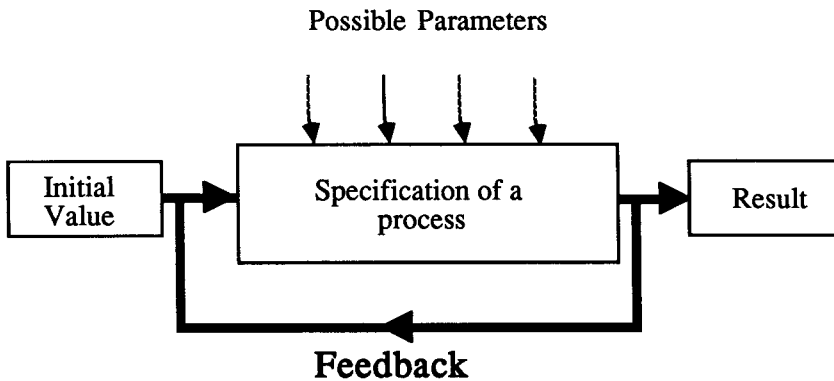 Possible Parameters
Initial
Value
Specification of a
process
Result
Feedback